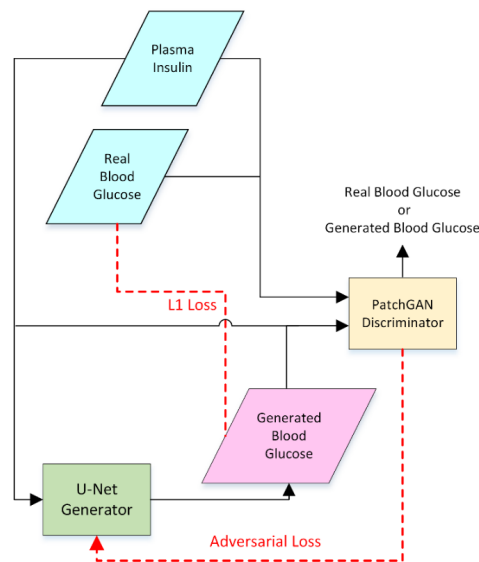 Plasma
Insulin
Real
Blood
Glucose
Real Blood Glucose
or
Generated Blood Glucose
L1 Loss
PatchGAN
Discriminator
Generated
Blood
Glucose
U-Net
Generator
Adversarial Loss